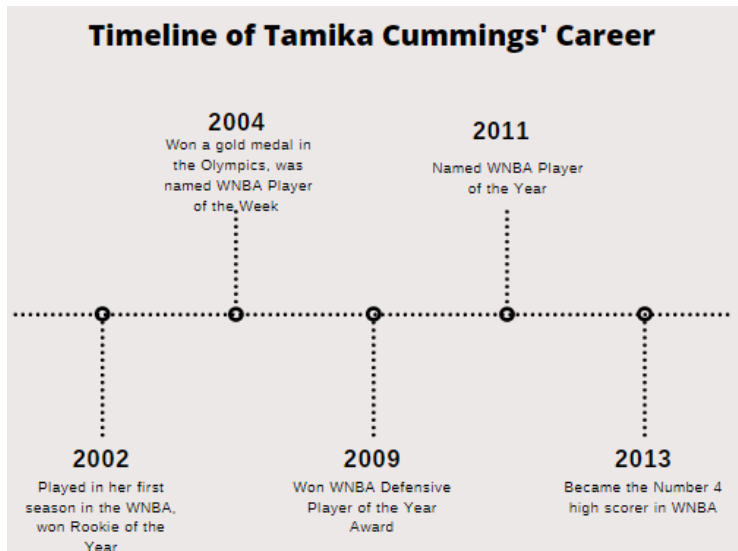 Timeline of Tamika Cummings' Career
2004
Won a gold medal in
the Olympics, was
named WNBA Player
of the Week
2011
Named WNBA Player
of the Year
2002
Played in her first
season in the WNBA,
won Rookie of the
Year
2009
Won WNBA Defensive
Player of the Year
Award
2013
Became the Number 4
high scorer in WNBA